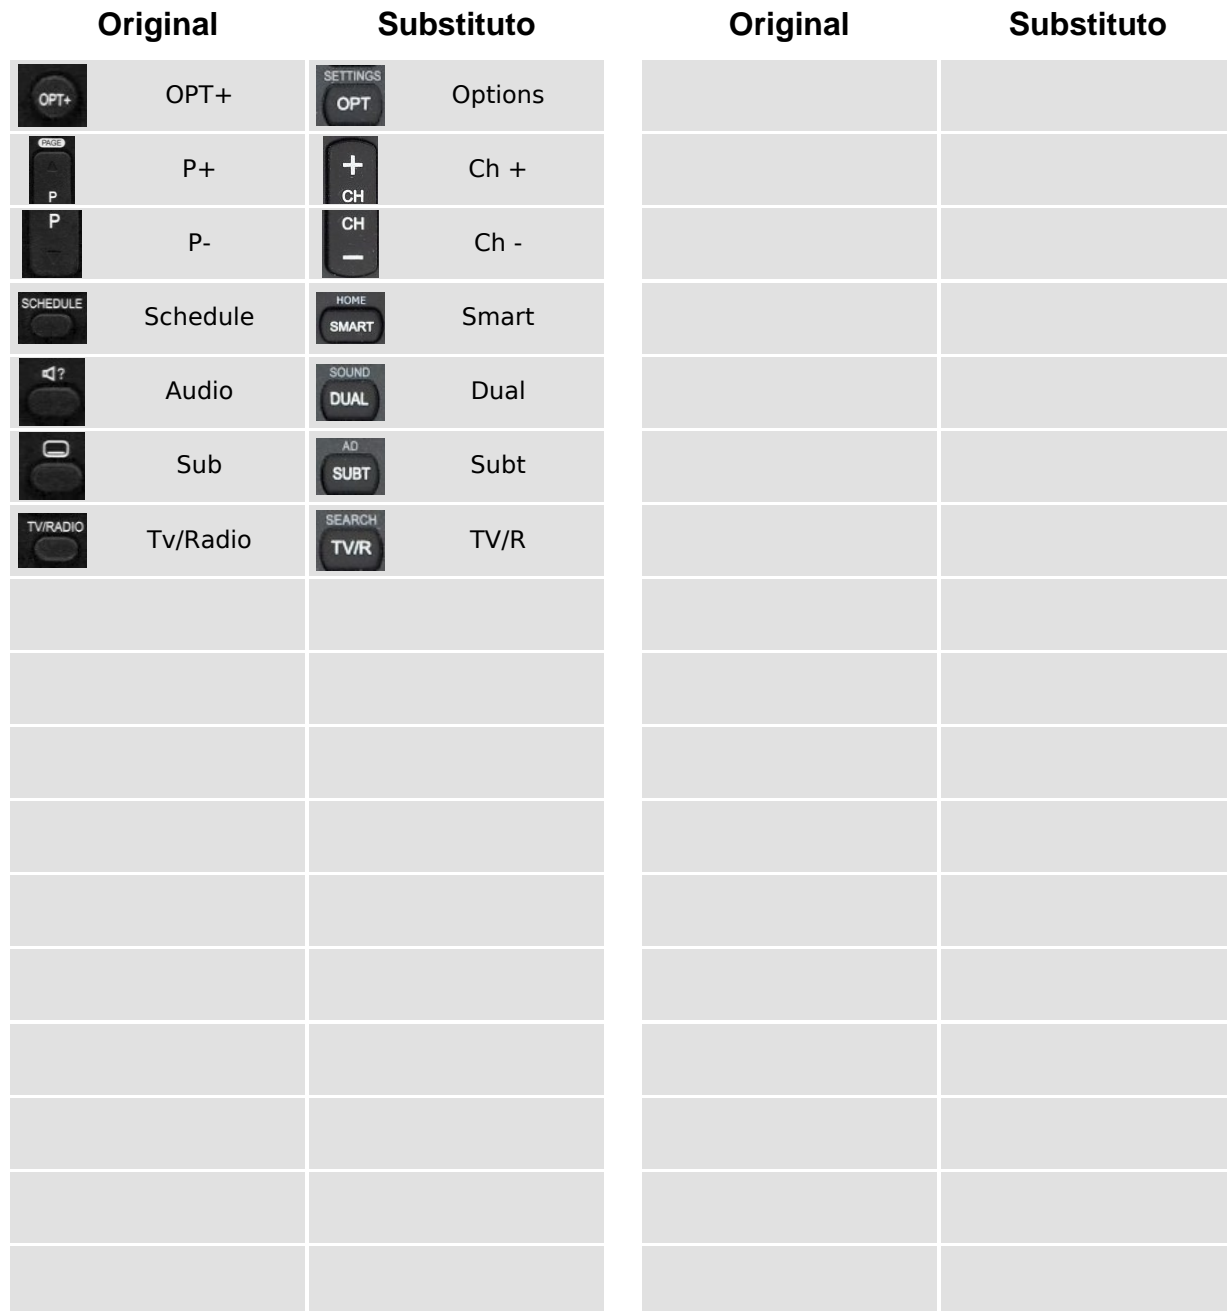 Original Substituto Original Substituto
OPT+ OPT+ SETTINGS OPT Options
PAGE P P+ + CH Ch +
P P- CH − Ch -
SCHEDULE Schedule HOME SMART Smart
? Audio SOUND DUAL Dual
Sub AD SUBT Subt
TV/RADIO Tv/Radio SEARCH TV/R TV/R